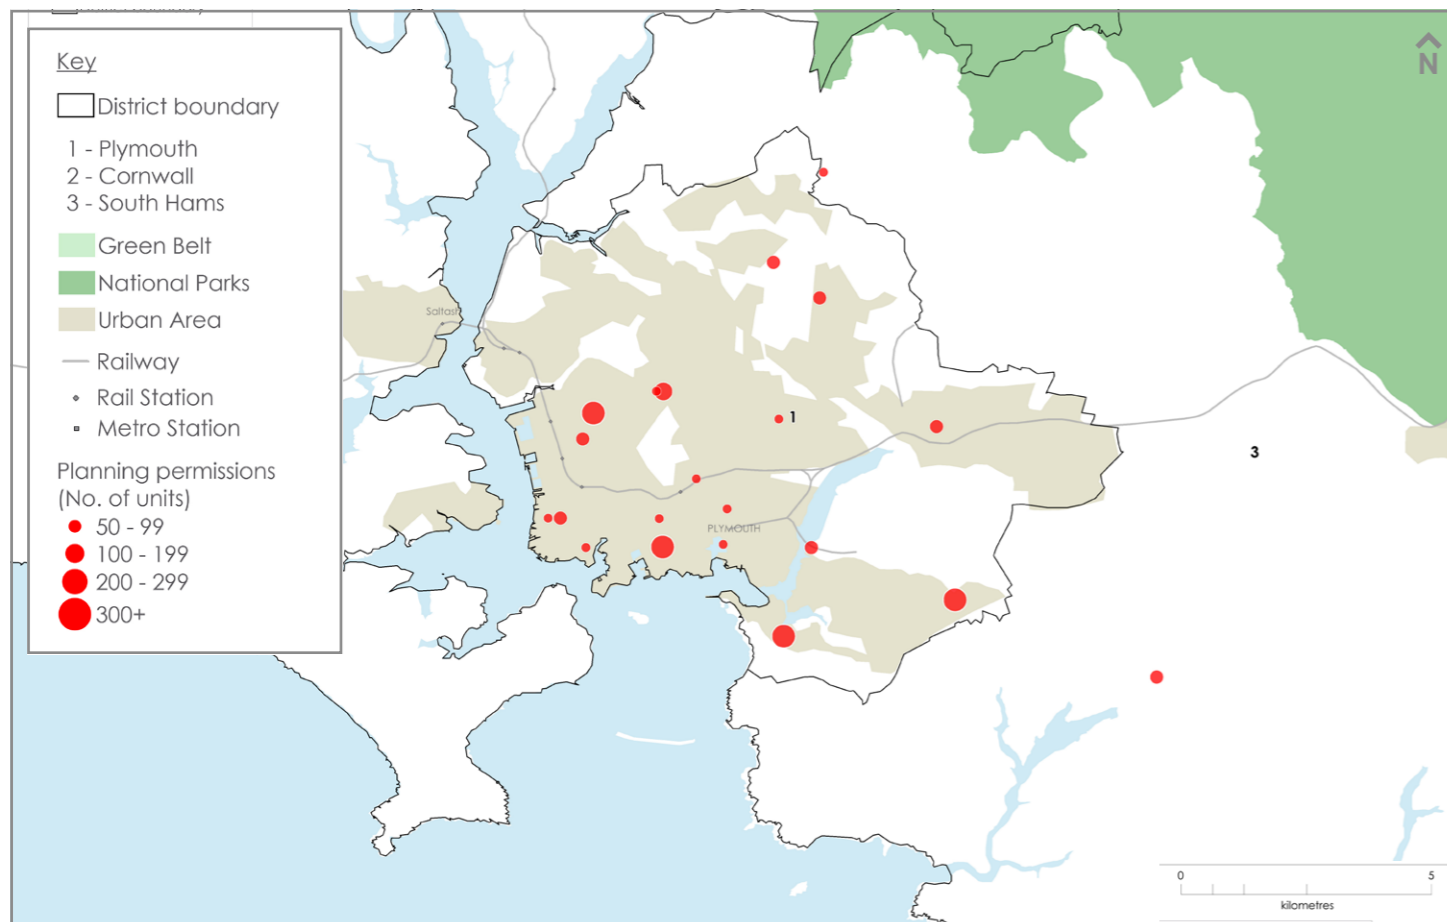 Key
District boundary
1 - Plymouth
2 - Cornwall
3 - South Hams
Green Belt
National Parks
Urban Area
Railway
Rail Station
Metro Station
Planning permissions
(No. of units)
50 - 99
100 - 199
200 - 299
300+
N
Saltash
1
3
PLYMOUTH
0 5
kilometres